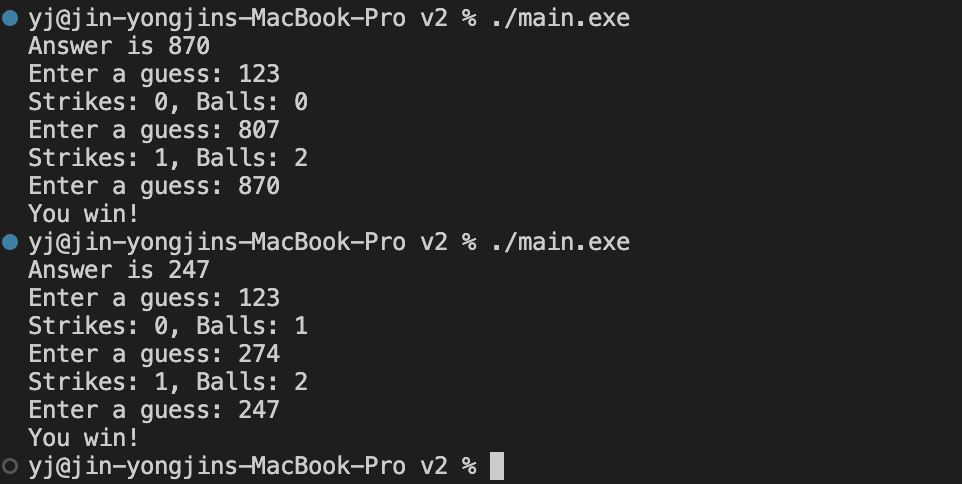 yj@jin-yongjins-MacBook-Pro v2 % ./main.exe
Answer is 870
Enter a guess: 123
Strikes: 0, Balls: 0
Enter a guess: 807
Strikes: 1, Balls: 2
Enter a guess: 870
You win!
yj@jin-yongjins-MacBook-Pro v2 % ./main.exe
Answer is 247
Enter a guess: 123
Strikes: 0, Balls: 1
Enter a guess: 274
Strikes: 1, Balls: 2
Enter a guess: 247
You win!
yj@jin-yongjins-MacBook-Pro v2 %